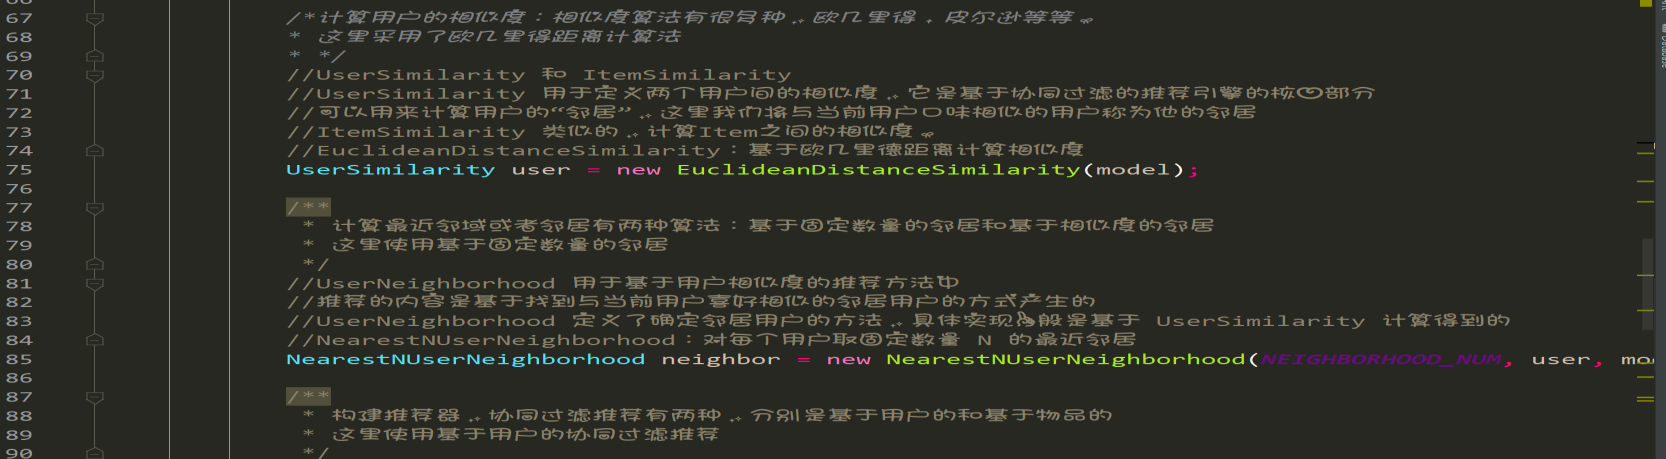 67 /*计算用户的相似度：相似度算法有很多种，欧几里得，皮尔逊等等。
68 * 这里采用了欧几里得距离计算法
69 * */
70 //UserSimilarity 和 ItemSimilarity
71 //UserSimilarity 用于定义两个用户间的相似度，它是基于协同过滤的推荐引擎的核心部分
72 //可以用来计算用户的“邻居”，这里我们将与当前用户口味相似的用户称为他的邻居
73 //ItemSimilarity 类似的，计算Item之间的相似度。
74 //EuclideanDistanceSimilarity：基于欧几里德距离计算相似度
75 UserSimilarity user = new EuclideanDistanceSimilarity(model);
76
77 /**
78 * 计算最近邻域或者邻居有两种算法：基于固定数量的邻居和基于相似度的邻居
79 * 这里使用基于固定数量的邻居
80 */
81 //UserNeighborhood 用于基于用户相似度的推荐方法中
82 //推荐的内容是基于找到与当前用户喜好相似的邻居用户的方式产生的
83 //UserNeighborhood 定义了确定邻居用户的方法，具体实现一般是基于 UserSimilarity 计算得到的
84 //NearestNUserNeighborhood：对每个用户取固定数量 N 的最近邻居
85 NearestNUserNeighborhood neighbor = new NearestNUserNeighborhood(NEIGHBORHOOD_NUM, user, mo
86
87 /**
88 * 构建推荐器，协同过滤推荐有两种，分别是基于用户的和基于物品的
89 * 这里使用基于用户的协同过滤推荐
90 */
Database